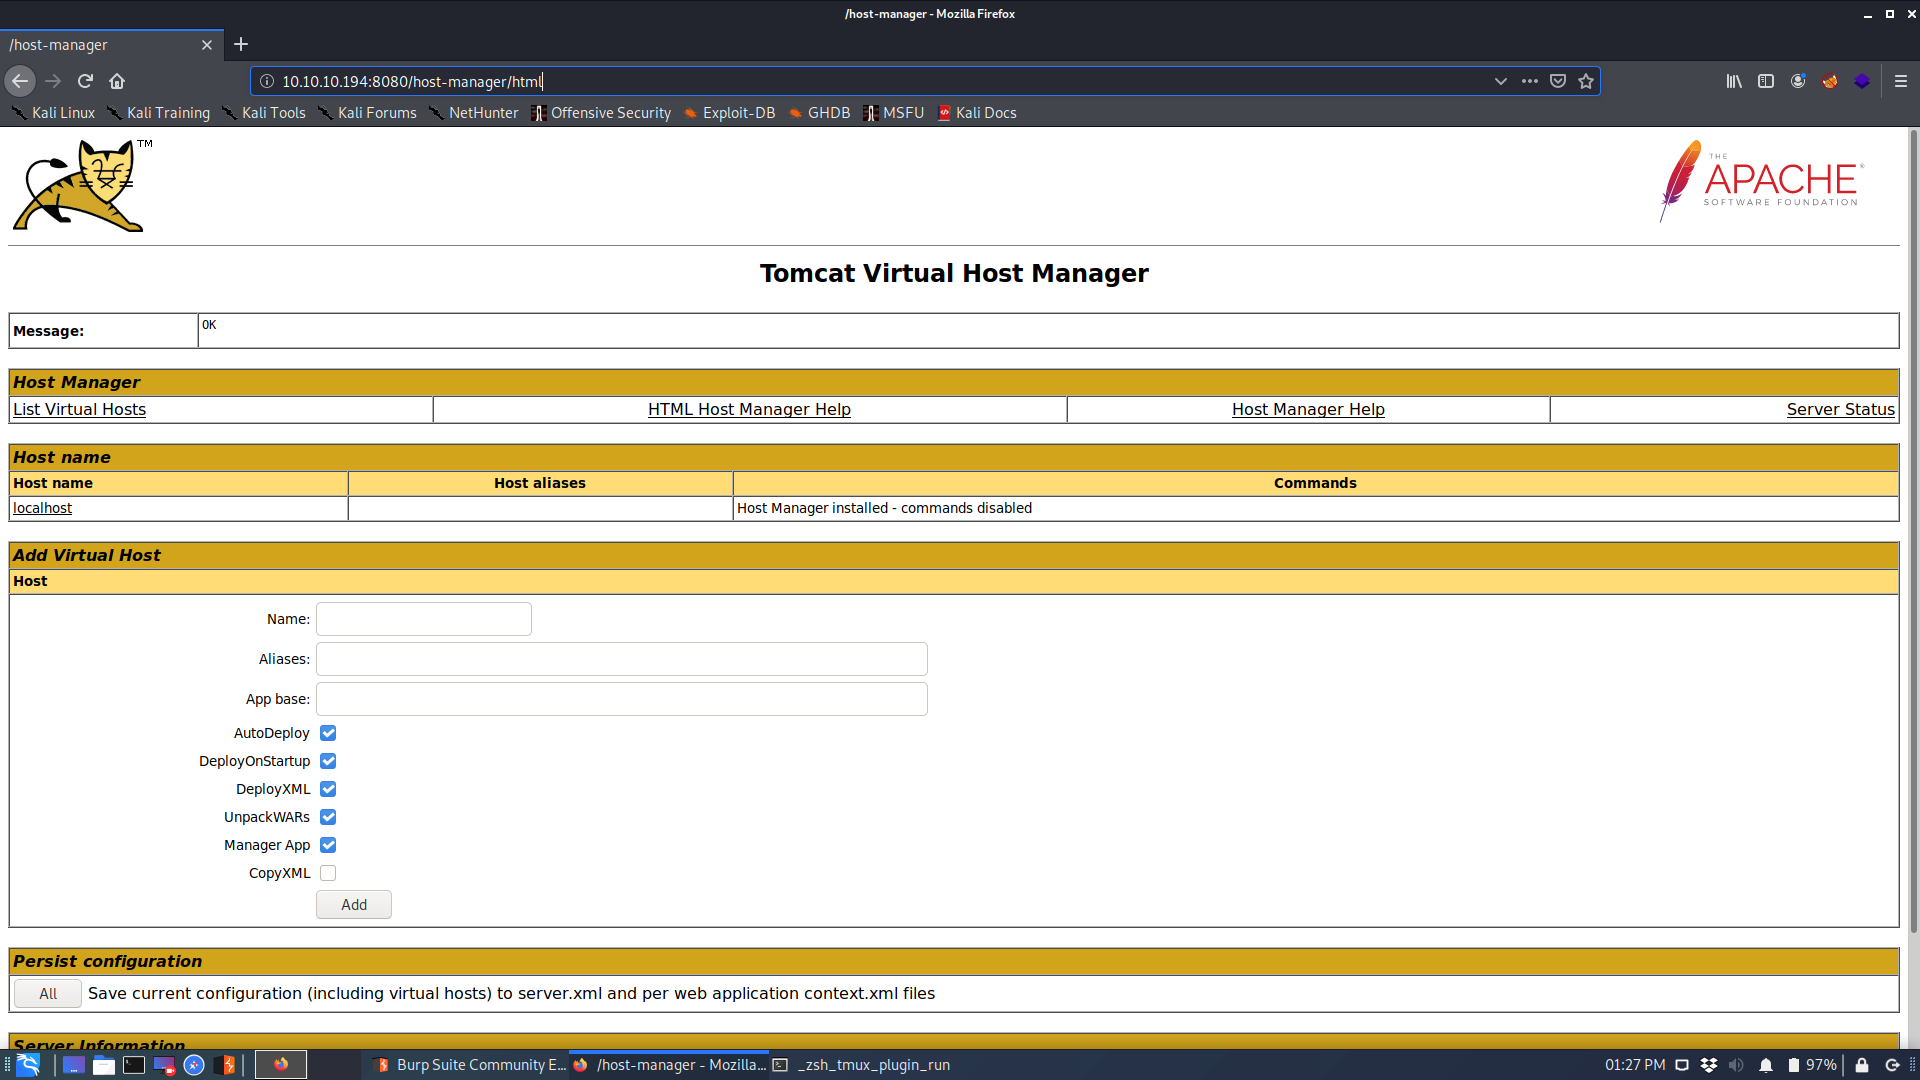 /host-manager - Mozilla Firefox
/host-manager
10.10.10.194:8080/host-manager/html
Kali Linux Kali Training Kali Tools Kali Forums NetHunter Offensive Security Exploit-DB GHDB MSFU Kali Docs
TM
THE
APACHE®
SOFTWARE FOUNDATION
Tomcat Virtual Host Manager
Message: OK
Host Manager
List Virtual Hosts HTML Host Manager Help Host Manager Help Server Status
Host name
Host name Host aliases Commands
localhost Host Manager installed - commands disabled
Add Virtual Host
Host
Name:
Aliases:
App base:
AutoDeploy
DeployOnStartup
DeployXML
UnpackWARs
Manager App
CopyXML
Add
Persist configuration
All Save current configuration (including virtual hosts) to server.xml and per web application context.xml files
Server Information
Burp Suite Community E... /host-manager - Mozilla... _zsh_tmux_plugin_run 01:27 PM 97%